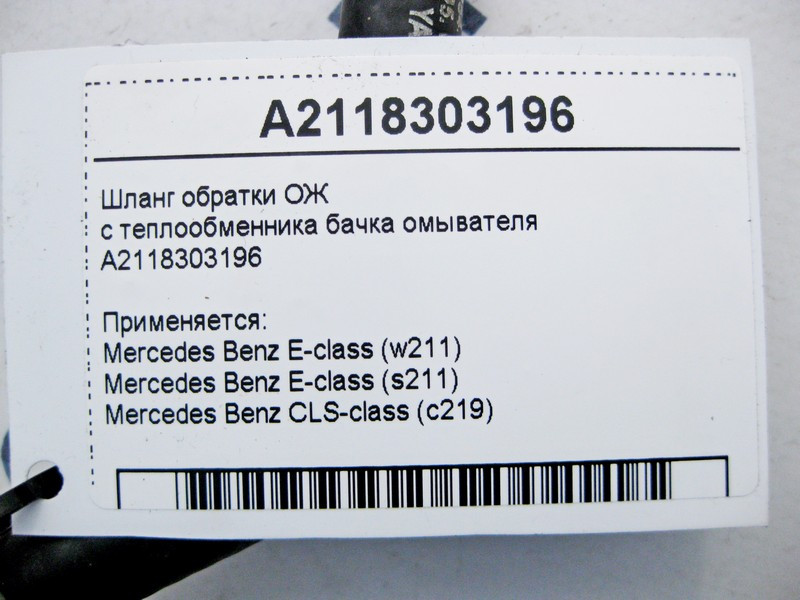 A2118303196
Шланг обратки ОЖ
с теплообменника бачка омывателя
A2118303196
Применяется:
Mercedes Benz E-class (w211)
Mercedes Benz E-class (s211)
Mercedes Benz CLS-class (c219)